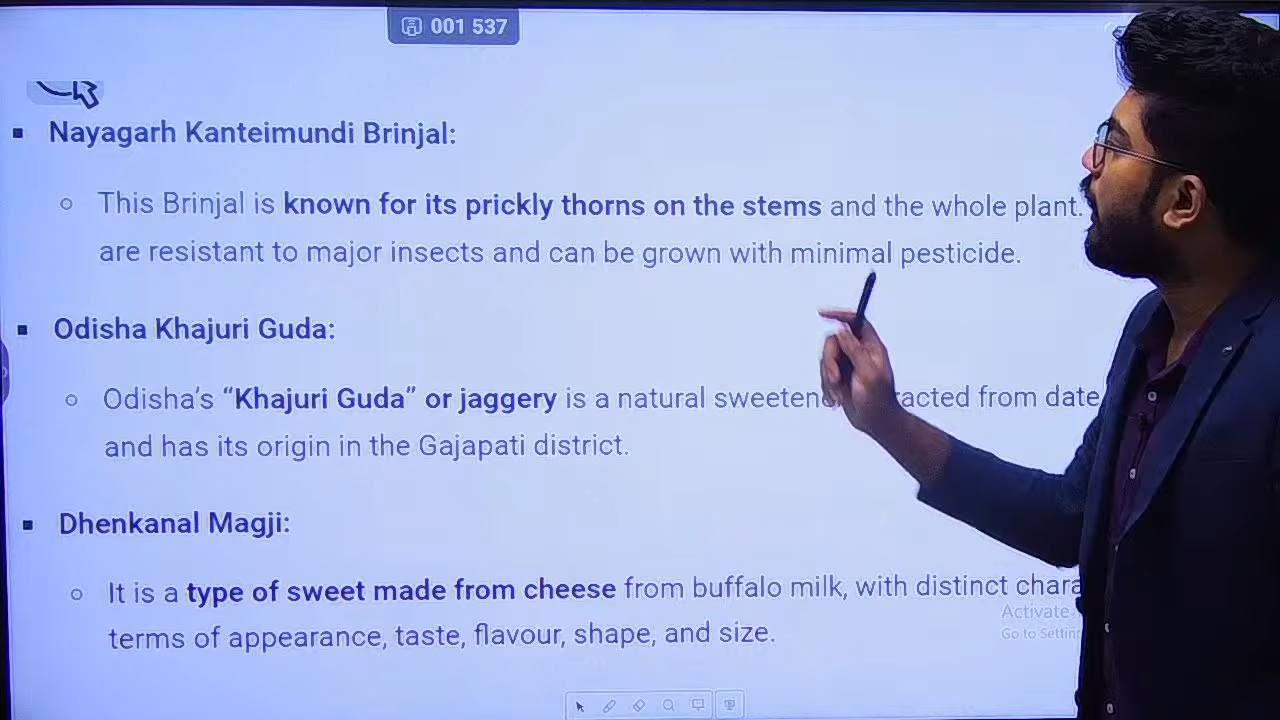 001 537
Nayagarh Kanteimundi Brinjal:
This Brinjal is known for its prickly thorns on the stems and the whole plant.
are resistant to major insects and can be grown with minimal pesticide.
Odisha Khajuri Guda:
Odisha's “Khajuri Guda” or jaggery is a natural from date
and has its origin in the Gajapati district.
Dhenkanal Magji:
It is a type of sweet made from cheese from buffalo milk, with distinct
terms of appearance, taste, flavour, shape, and size.
Activate
Go to